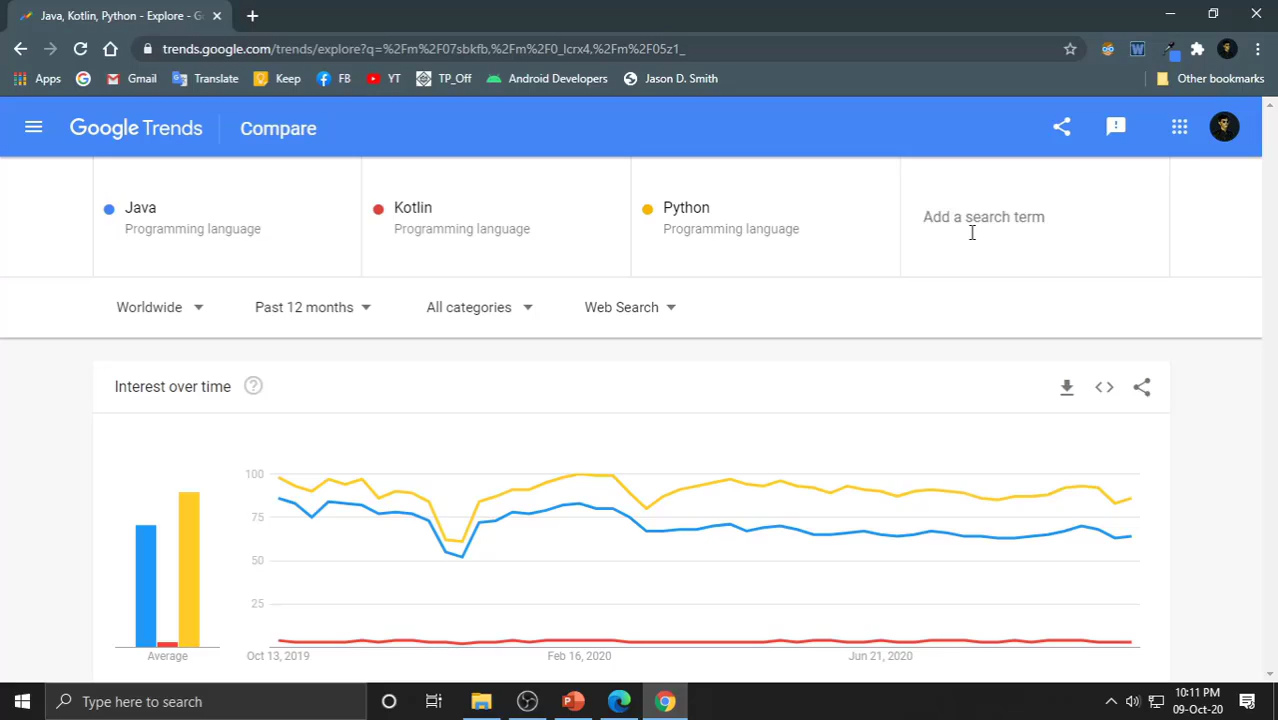 Java, Kotlin, Python - Explore - Go
trends.google.com/trends/explore?q=%2Fm%2F07sbkfb,%2Fm%2F0_lcrx4,%2Fm%2F05z1_
Apps Gmail Translate Keep FB YT TP_Off Android Developers Jason D. Smith Other bookmarks
Google Trends Compare
Java Kotlin Python Add a search term
Programming language Programming language Programming language
Worldwide Past 12 months All categories Web Search
Interest over time
100
75
50
25
Average Oct 13, 2019 Feb 16, 2020 Jun 21, 2020
Type here to search
10:11 PM
09-Oct-20